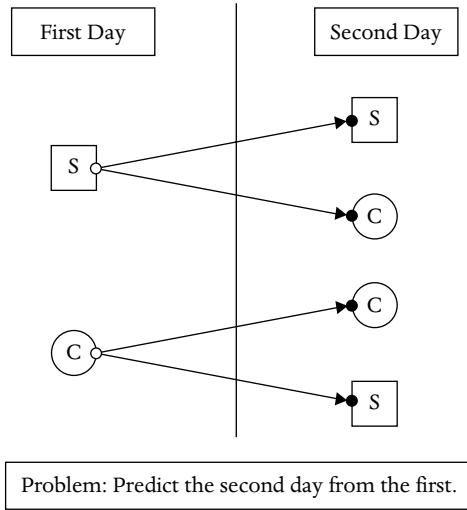 First Day
Second Day
S
S
C
C
C
S
Problem: Predict the second day from the first.